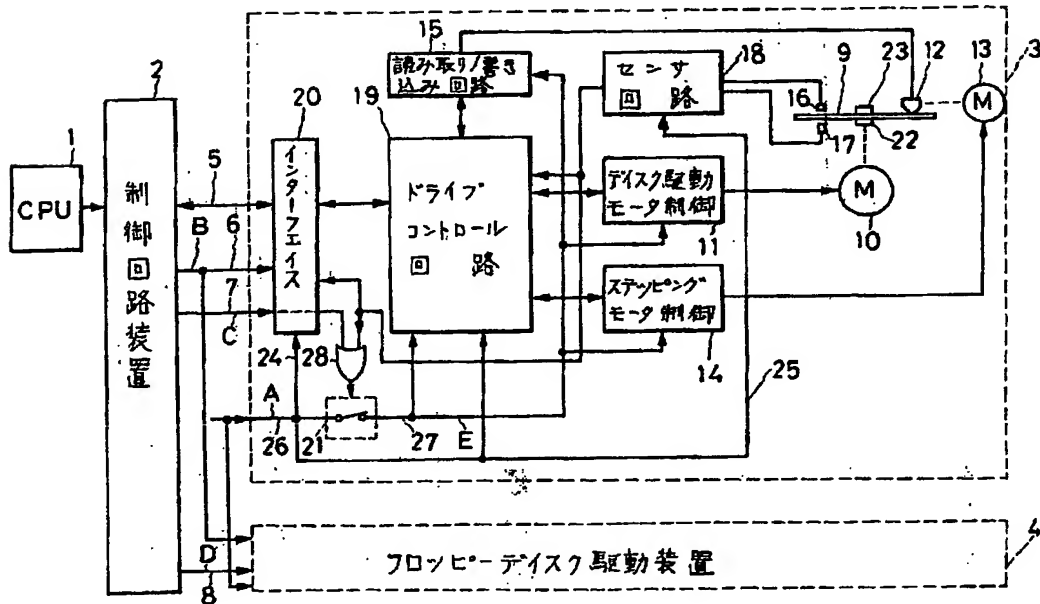 15
読み取り/書き
込み回路
センサ
回路
18
16
17
9
23
12
22
13
M
3
2
1
CPU
制御回路装置
20
インターフェイス
19
ドライブ
コントロール
回路
ディスク駆動
モータ制御
11
M
10
ステッピング
モータ制御
14
5
B
6
7
C
24
28
A
26
21
27
E
25
D
8
フロッピーディスク駆動装置
4